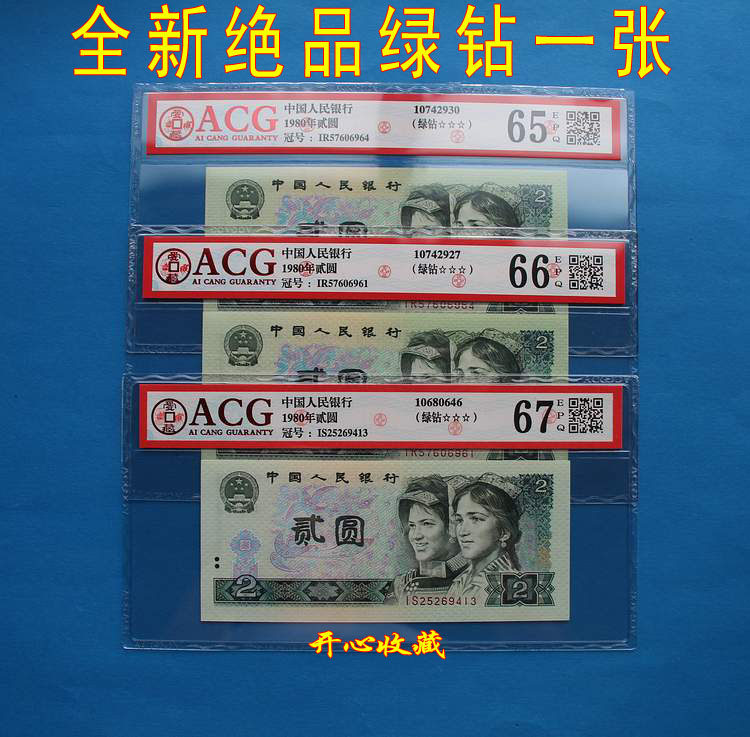 全新绝品绿钻一张
ACG
AI CANG GUARANTY
中国人民银行
1980年贰圆
冠号：IR57606964
10742930
（绿钻☆☆☆）
65
EPQ
中国人民银行
贰圆
2
ACG
AI CANG GUARANTY
中国人民银行
1980年贰圆
冠号：IR57606961
10742927
（绿钻☆☆☆）
66
EPQ
IR57606964
中国人民银行
贰圆
2
ACG
AI CANG GUARANTY
中国人民银行
1980年贰圆
冠号：IS25269413
10680646
（绿钻☆☆☆）
67
EPQ
IR57606961
中国人民银行
2
贰圆
2
IS25269413
2
开心收藏